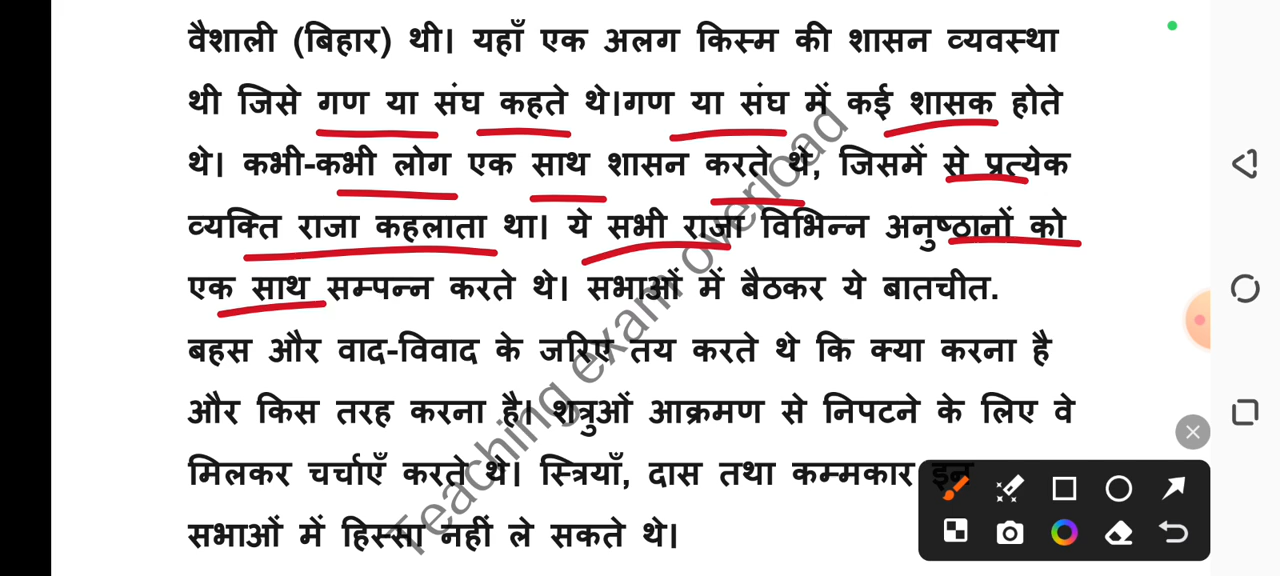 वैशाली (बिहार) थी। यहाँ एक अलग किस्म की शासन व्यवस्था
थी जिसे गण या संघ कहते थे।गण या संघ में कई शासक होते
थे। कभी-कभी लोग एक साथ शासन करते थे, जिसमें से प्रत्येक
व्यक्ति राजा कहलाता था। ये सभी राजा विभिन्न अनुष्ठानों को
एक साथ सम्पन्न करते थे। सभाओं में बैठकर ये बातचीत.
बहस और वाद-विवाद के जरिए तय करते थे कि क्या करना है
और किस तरह करना है। शत्रुओं आक्रमण से निपटने के लिए वे
मिलकर चर्चाएँ करते थे। स्त्रियाँ, दास तथा कम्मकार इन
सभाओं में हिस्सा नहीं ले सकते थे।
Teaching exam overload